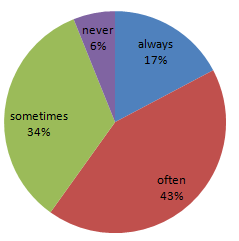 never
6%
always
17%
sometimes
34%
often
43%